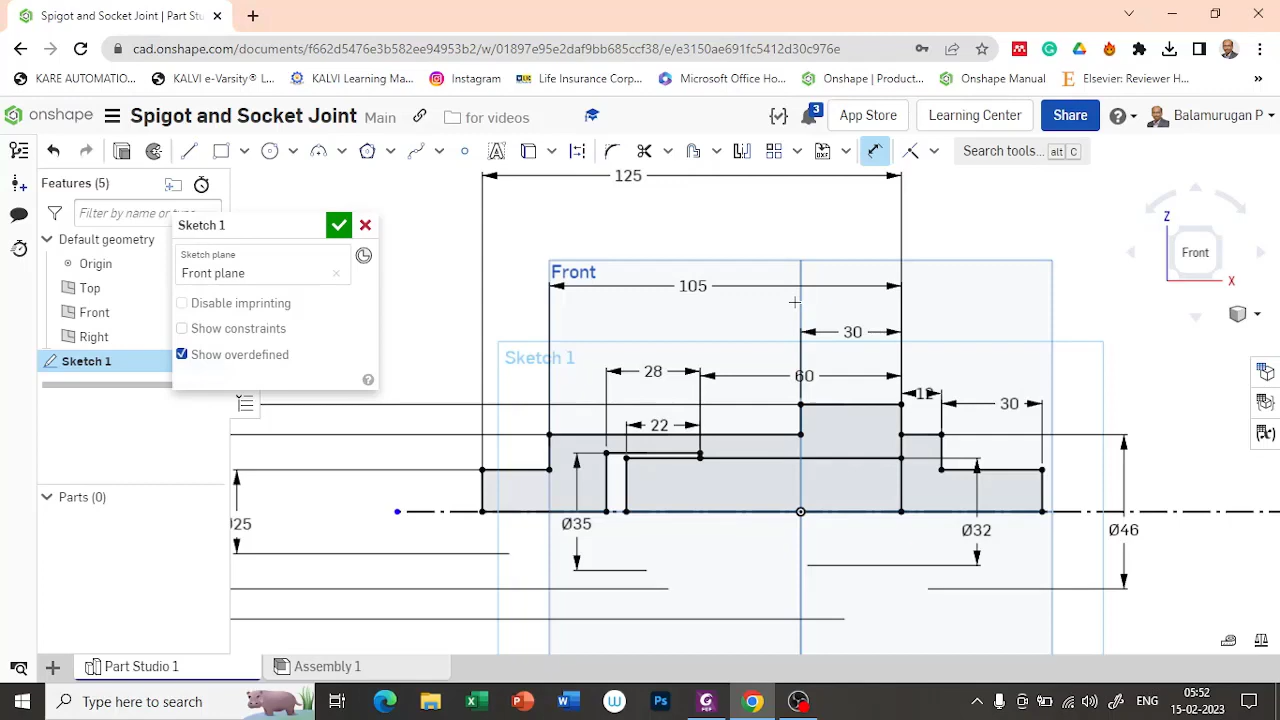 Spigot and Socket Joint | Part Stu
cad.onshape.com/documents/f662d5476e3b582ee94953b2/w/01897e95e2daf9bb685ccf38/e/e3150ae691fc5412d30c976e
KARE AUTOMATIO... KALVI e-Varsity® L... KALVI Learning Ma... Instagram Life Insurance Corp... Microsoft Office Ho... Onshape | Product... Onshape Manual Elsevier: Reviewer H... »
onshape Spigot and Socket Joint Main for videos 3 App Store Learning Center Share Balamurugan P
Search tools... alt C
125
Features (5)
Filter by name or type
Sketch 1
Default geometry
Sketch plane
Front plane
Origin
Top
Disable imprinting
Front
Show constraints
Right
Show overdefined
Sketch 1
Z
Front
X
Front
105
30
Sketch 1
28
60
12
30
22
Parts (0)
Ø25
Ø35
Ø32
Ø46
Part Studio 1 Assembly 1
Type here to search
ENG
05:52
15-02-2023